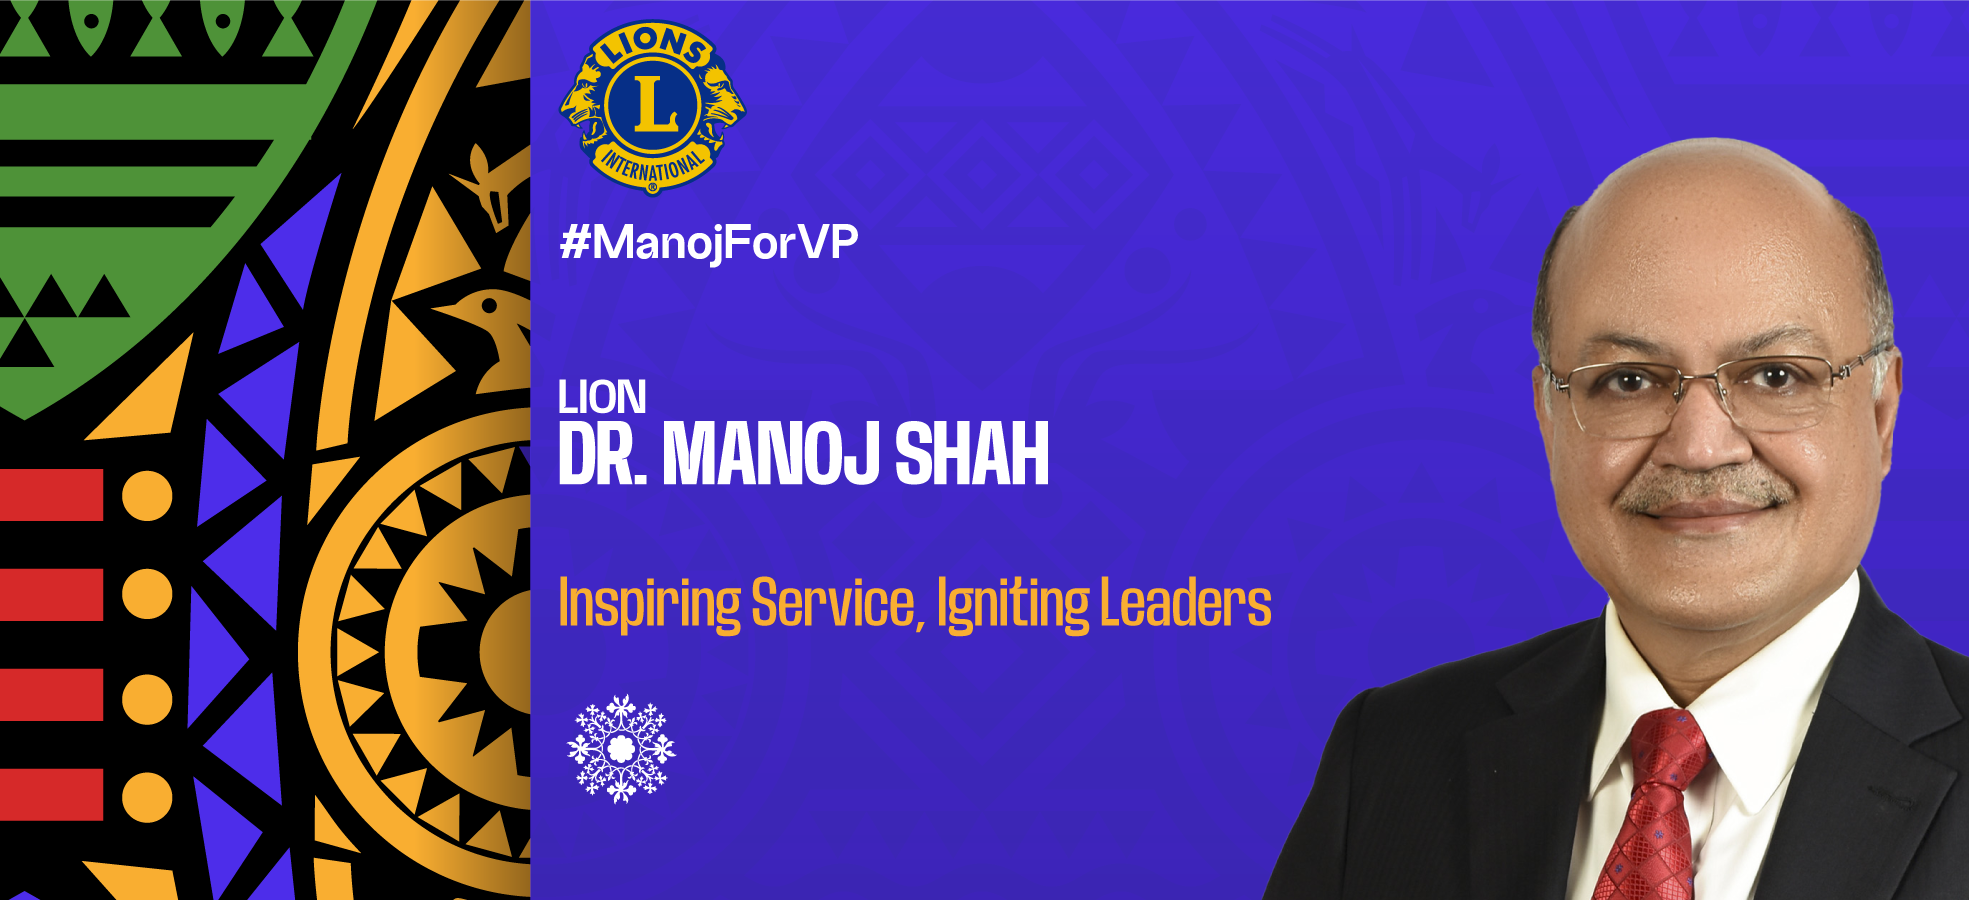 LIONS
L
INTERNATIONAL
®
#ManojForVP
LION
DR. MANOJ SHAH
Inspiring Service, Igniting Leaders